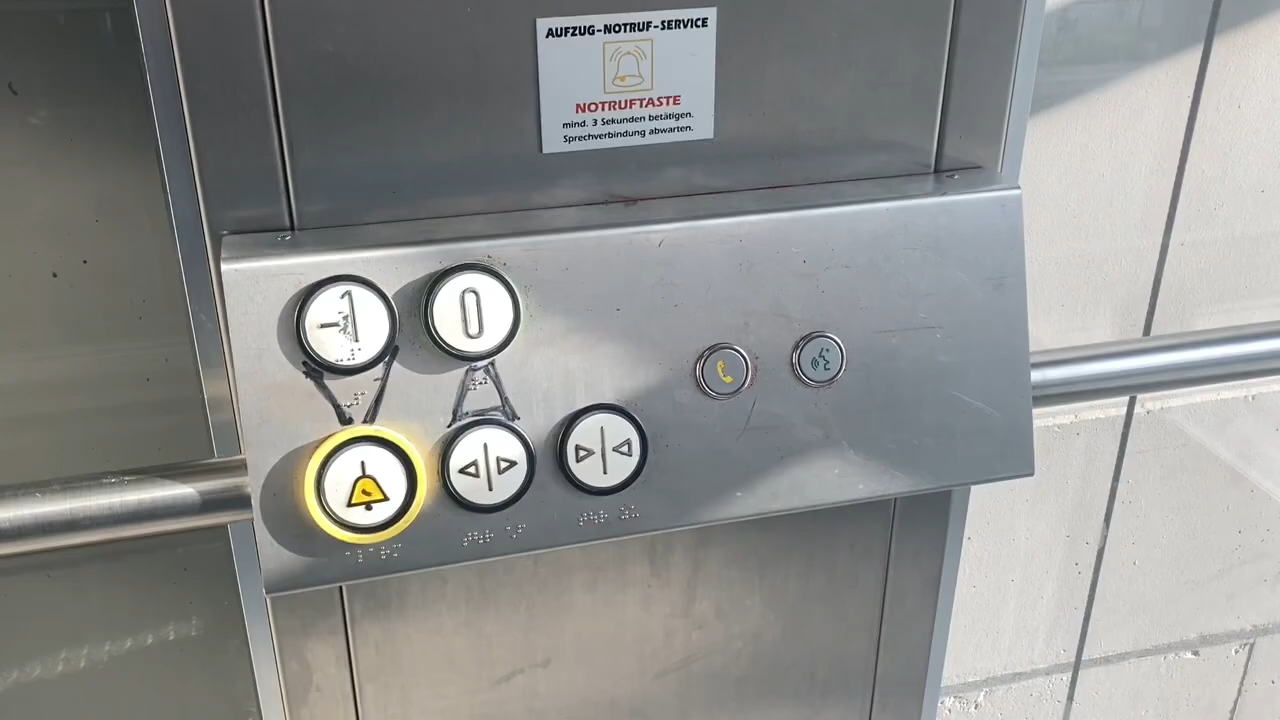 AUFZUG-NOTRUF-SERVICE
NOTRUFTASTE
mind. 3 Sekunden betätigen.
Sprechverbindung abwarten.
-1
0